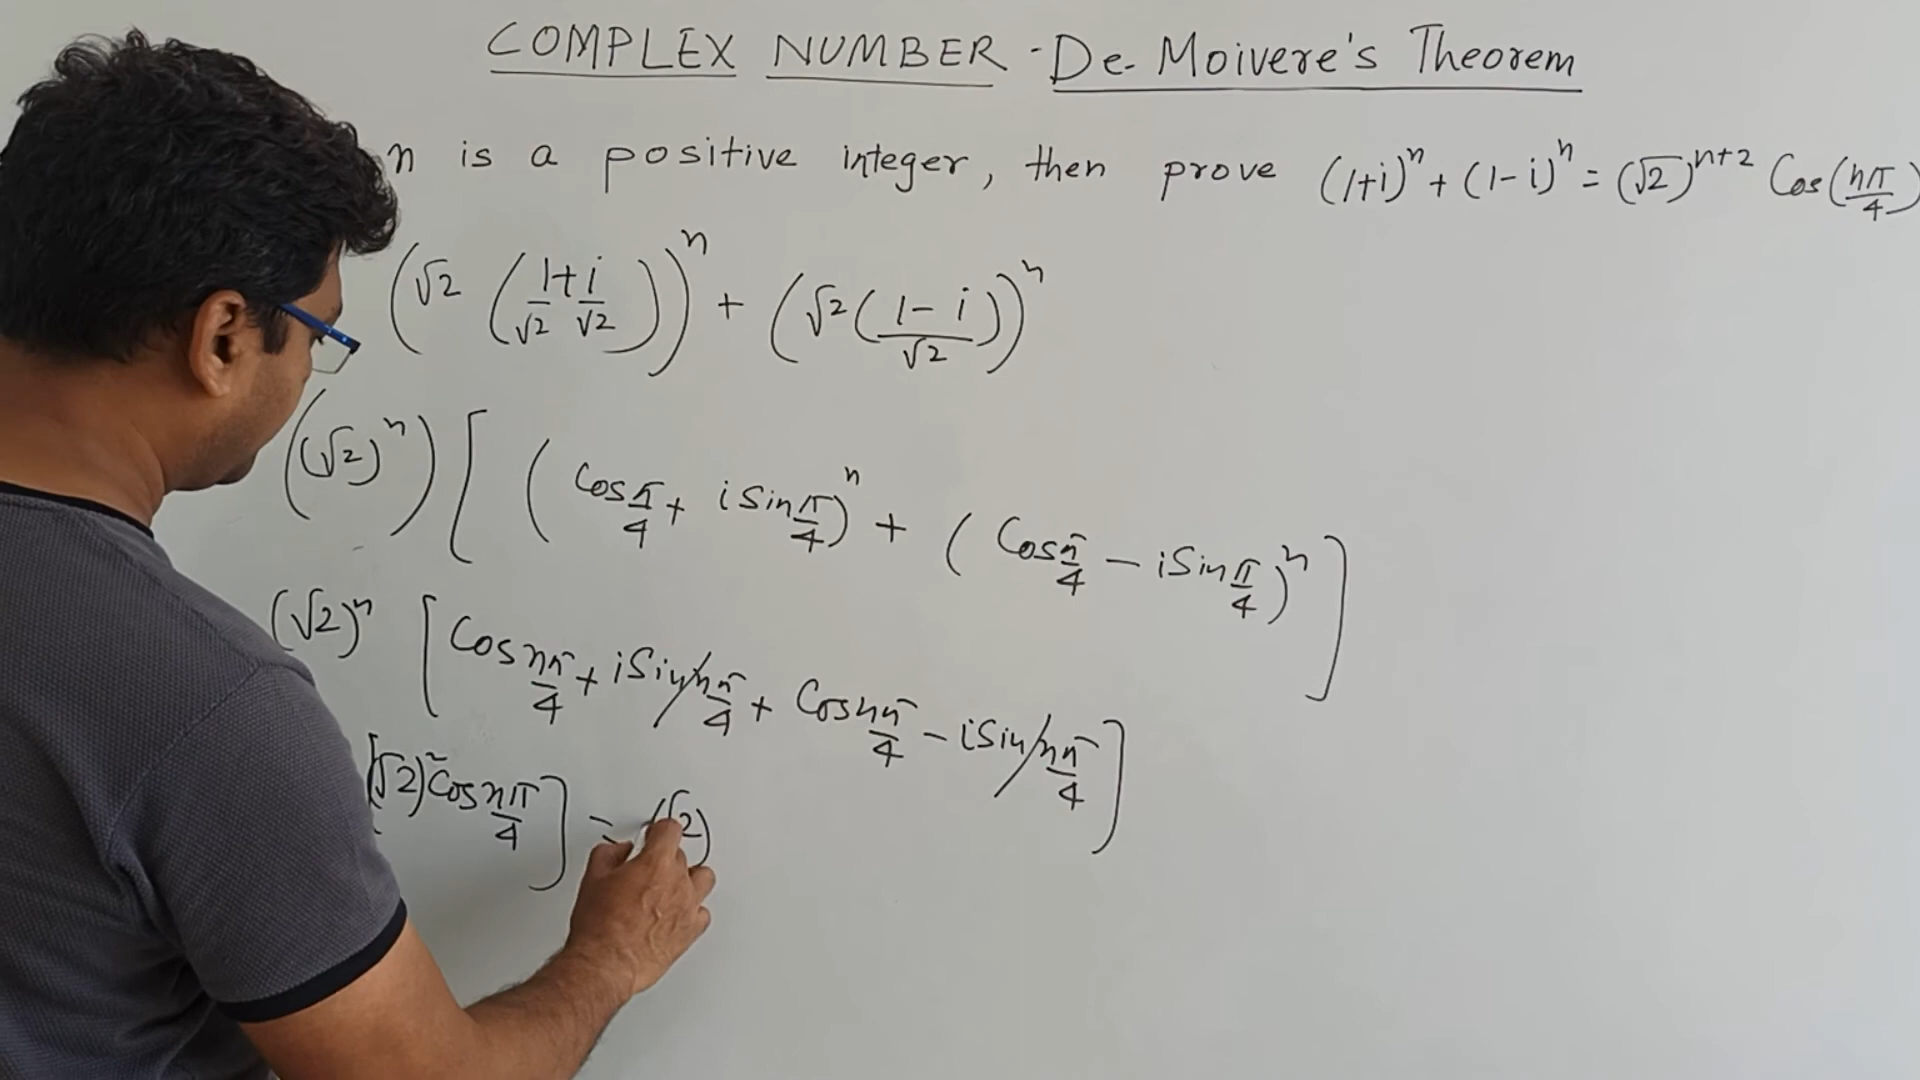 COMPLEX NUMBER - De-Moivere's Theorem
n is a positive integer, then prove (1+i)^n + (1-i)^n = (√2)^{n+2} Cos(nπ/4)
(√2 (1/√2 + i/√2))^n + (√2((1-i)/√2))^n
((√2)^n) [(Cos π/4 + i Sin π/4)^n + (Cos π/4 - i Sin π/4)^n]
(√2)^n [Cos nπ/4 + i Sin nπ/4 + Cos nπ/4 - i Sin nπ/4]
[(√2)^2 Cos nπ/4] = (√2)